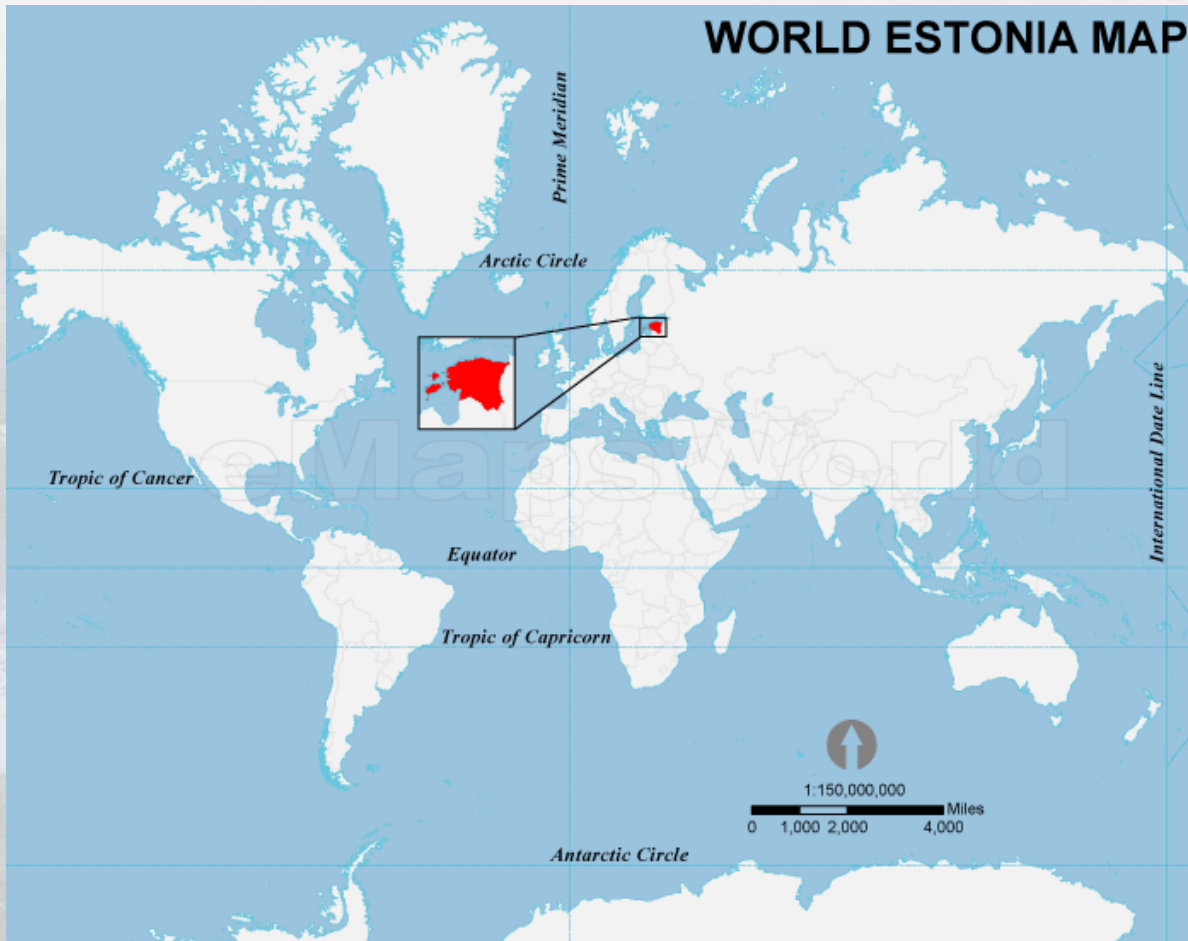 WORLD ESTONIA MAP
Prime Meridian
Arctic Circle
eMapsWorld
International Date Line
Tropic of Cancer
Equator
Tropic of Capricorn
1:150,000,000
Miles
0 1,000 2,000 4,000
Antarctic Circle